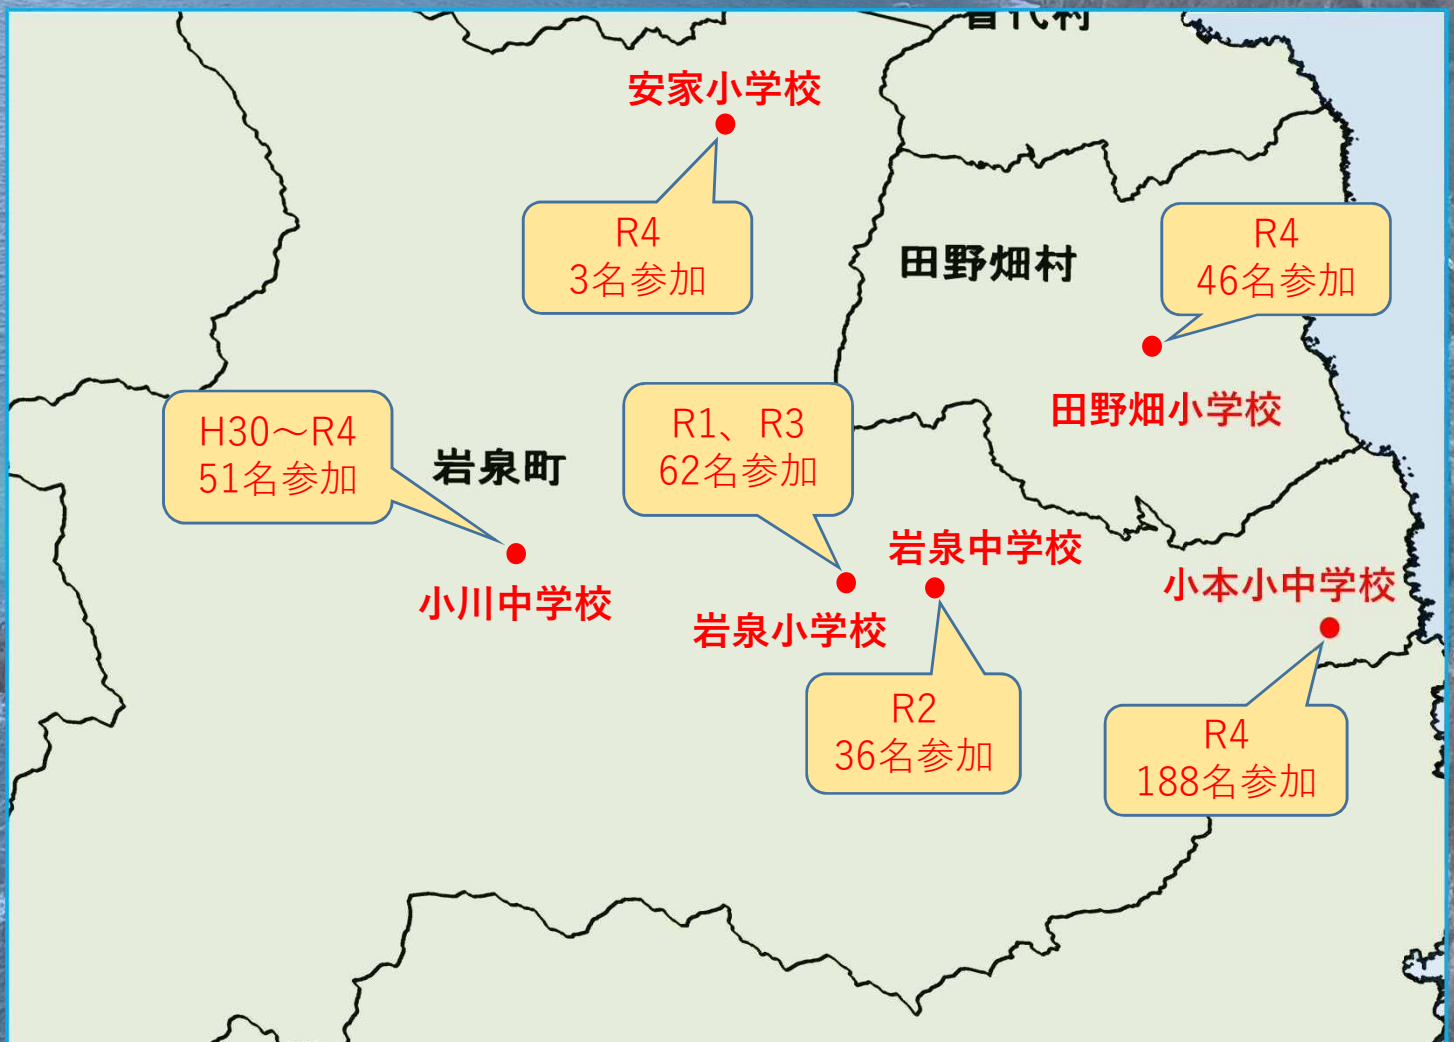 安家小学校
R4
3名参加
田野畑村
R4
46名参加
田野畑小学校
H30～R4
51名参加
岩泉町
小川中学校
R1、R3
62名参加
岩泉小学校
岩泉中学校
R2
36名参加
小本小中学校
R4
188名参加